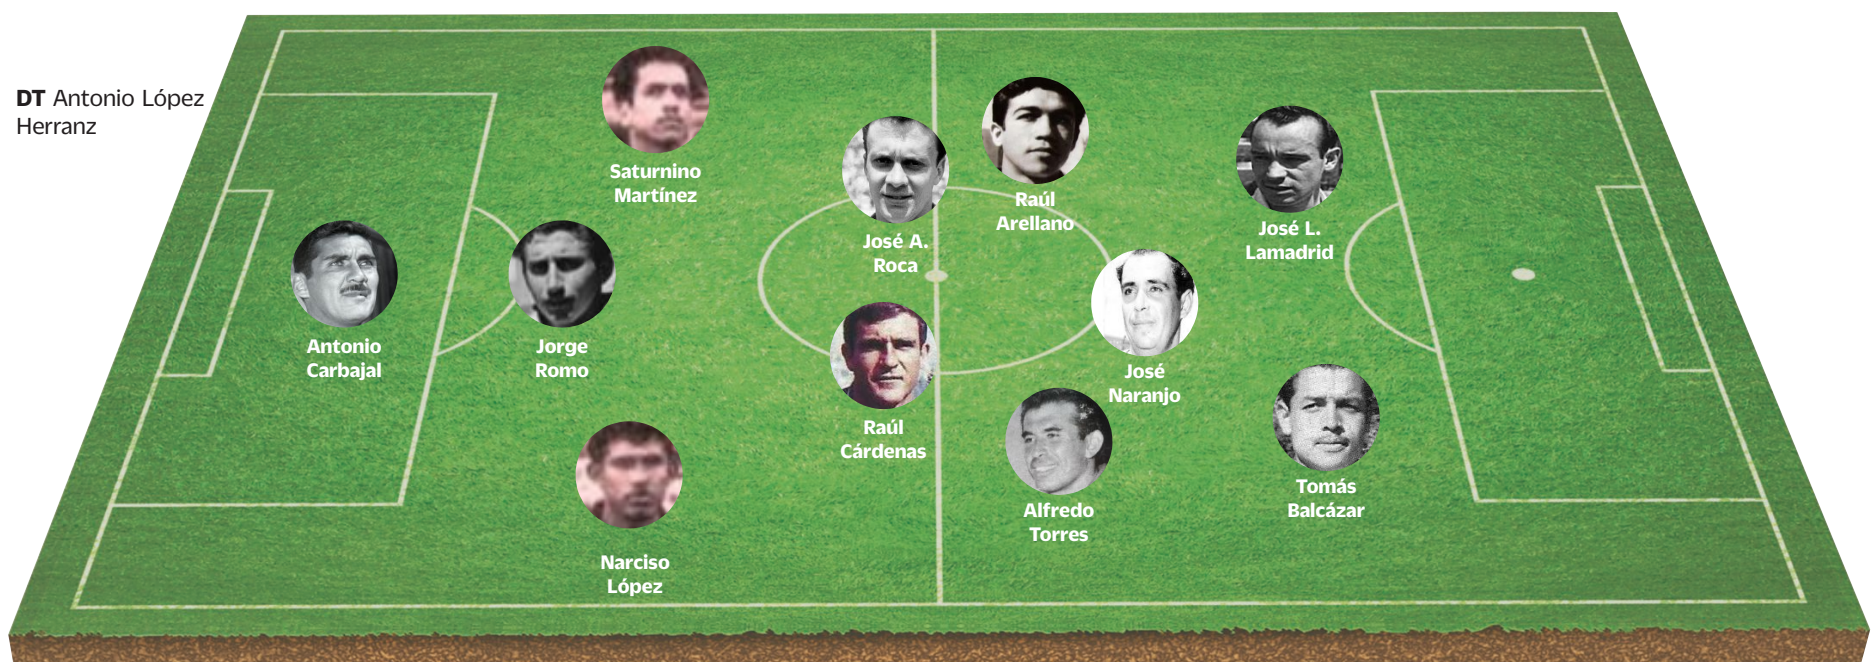 DT Antonio López
Herranz
Saturnino
Martínez
José A.
Roca
Raúl
Arellano
José L.
Lamadrid
Antonio
Carbajal
Jorge
Romo
José
Naranjo
Raúl
Cárdenas
Alfredo
Torres
Tomás
Balcázar
Narciso
López